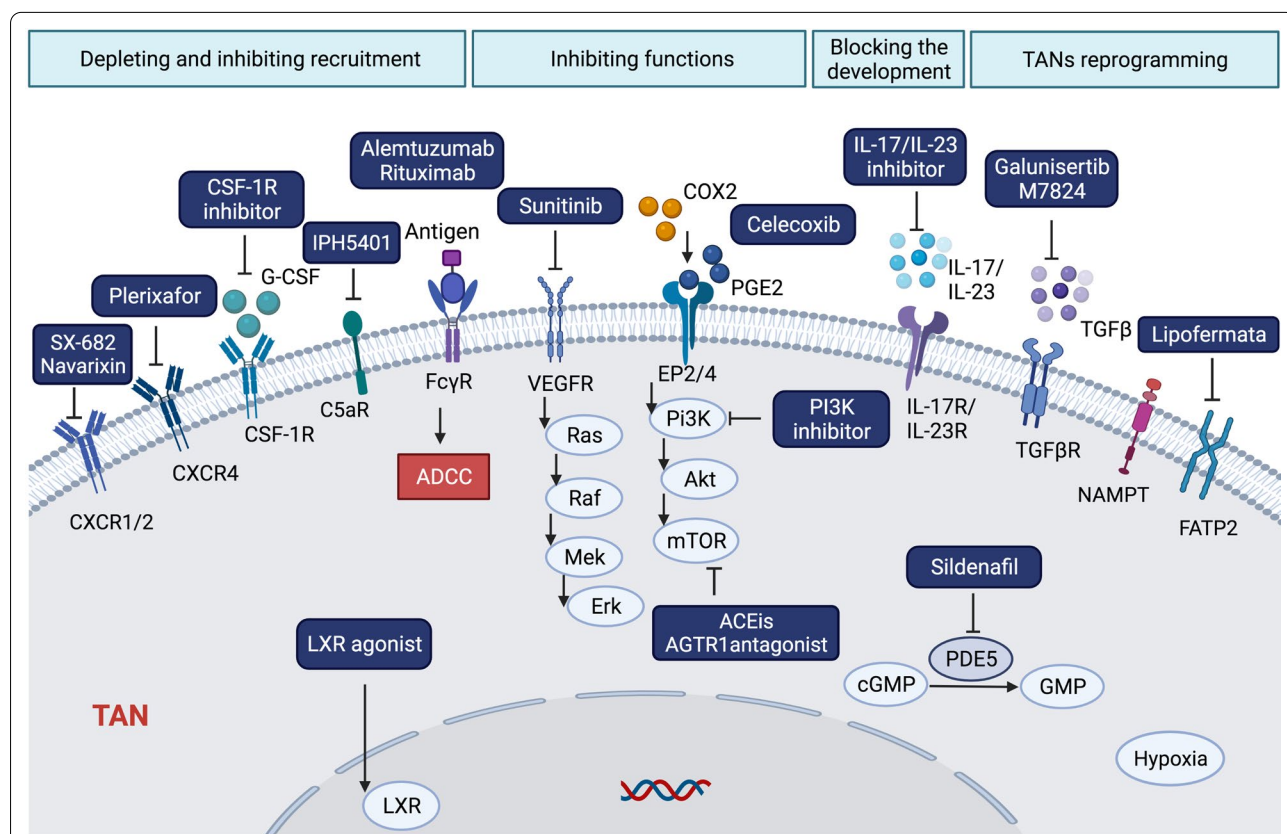 Depleting and inhibiting recruitment
Inhibiting functions
Blocking the
development
TANs reprogramming
Alemtuzumab
Rituximab
IL-17/IL-23
inhibitor
Galunisertib
M7824
CSF-1R
inhibitor
Sunitinib
COX2
Celecoxib
IPH5401
Antigen
G-CSF
Plerixafor
PGE2
IL-17/
IL-23
TGFβ
Lipofermata
SX-682
Navarixin
FcγR
VEGFR
EP2/4
C5aR
CSF-1R
CXCR4
CXCR1/2
ADCC
Ras
Raf
Mek
Erk
Pi3K
Akt
mTOR
PI3K
inhibitor
IL-17R/
IL-23R
TGFβR
NAMPT
FATP2
ACEis
AGTR1antagonist
Sildenafil
PDE5
cGMP
GMP
LXR agonist
TAN
Hypoxia
LXR